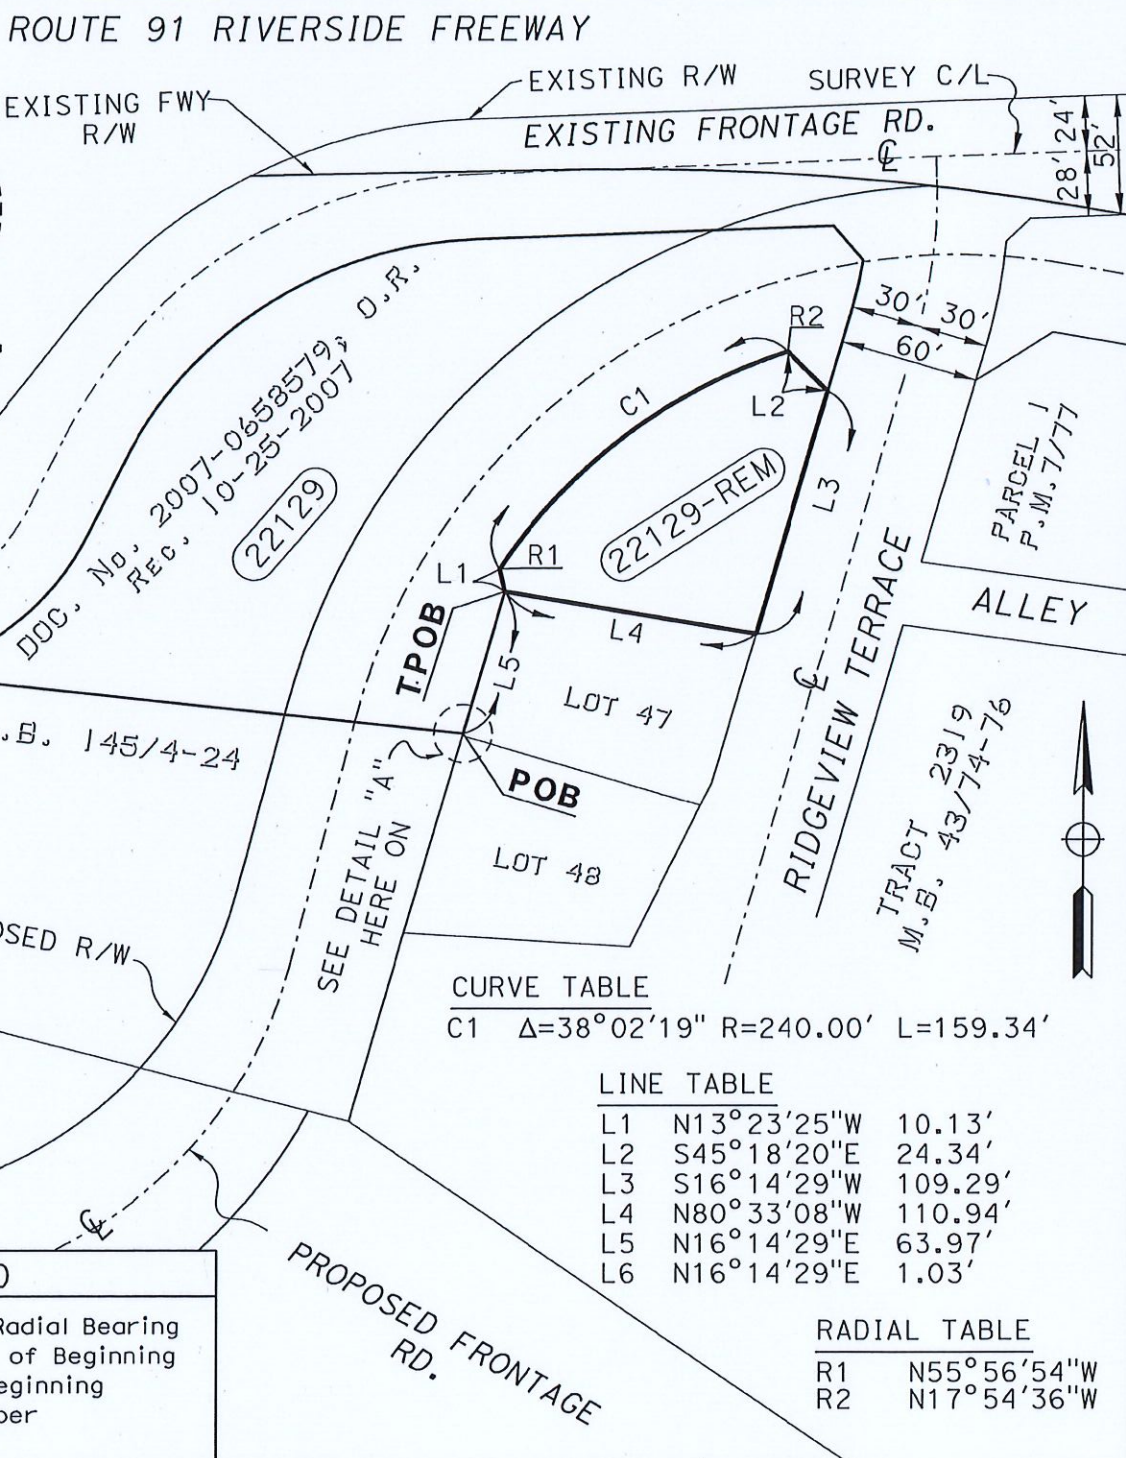 ROUTE 91 RIVERSIDE FREEWAY
EXISTING FWY
R/W
EXISTING R/W
SURVEY C/L
EXISTING FRONTAGE RD.
24'
28'
52'
DOC. No. 2007-0658579, O.R.
REC. 10-25-2007
22129
30'
30'
60'
R2
L2
C1
22129-REM
L3
R1
L1
L4
L5
T.POB
POB
LOT 47
LOT 48
PARCEL 1
P.M. 7/77
ALLEY
RIDGEVIEW TERRACE
TRACT 2319
M.B. 43/74-76
.B. 145/4-24
SEE DETAIL "A"
HERE ON
R/W
CURVE TABLE
C1 Δ=38°02'19" R=240.00' L=159.34'
LINE TABLE
L1 N13°23'25"W 10.13'
L2 S45°18'20"E 24.34'
L3 S16°14'29"W 109.29'
L4 N80°33'08"W 110.94'
L5 N16°14'29"E 63.97'
L6 N16°14'29"E 1.03'
RADIAL TABLE
R1 N55°56'54"W
R2 N17°54'36"W
PROPOSED FRONTAGE
RD.
Radial Bearing
of Beginning